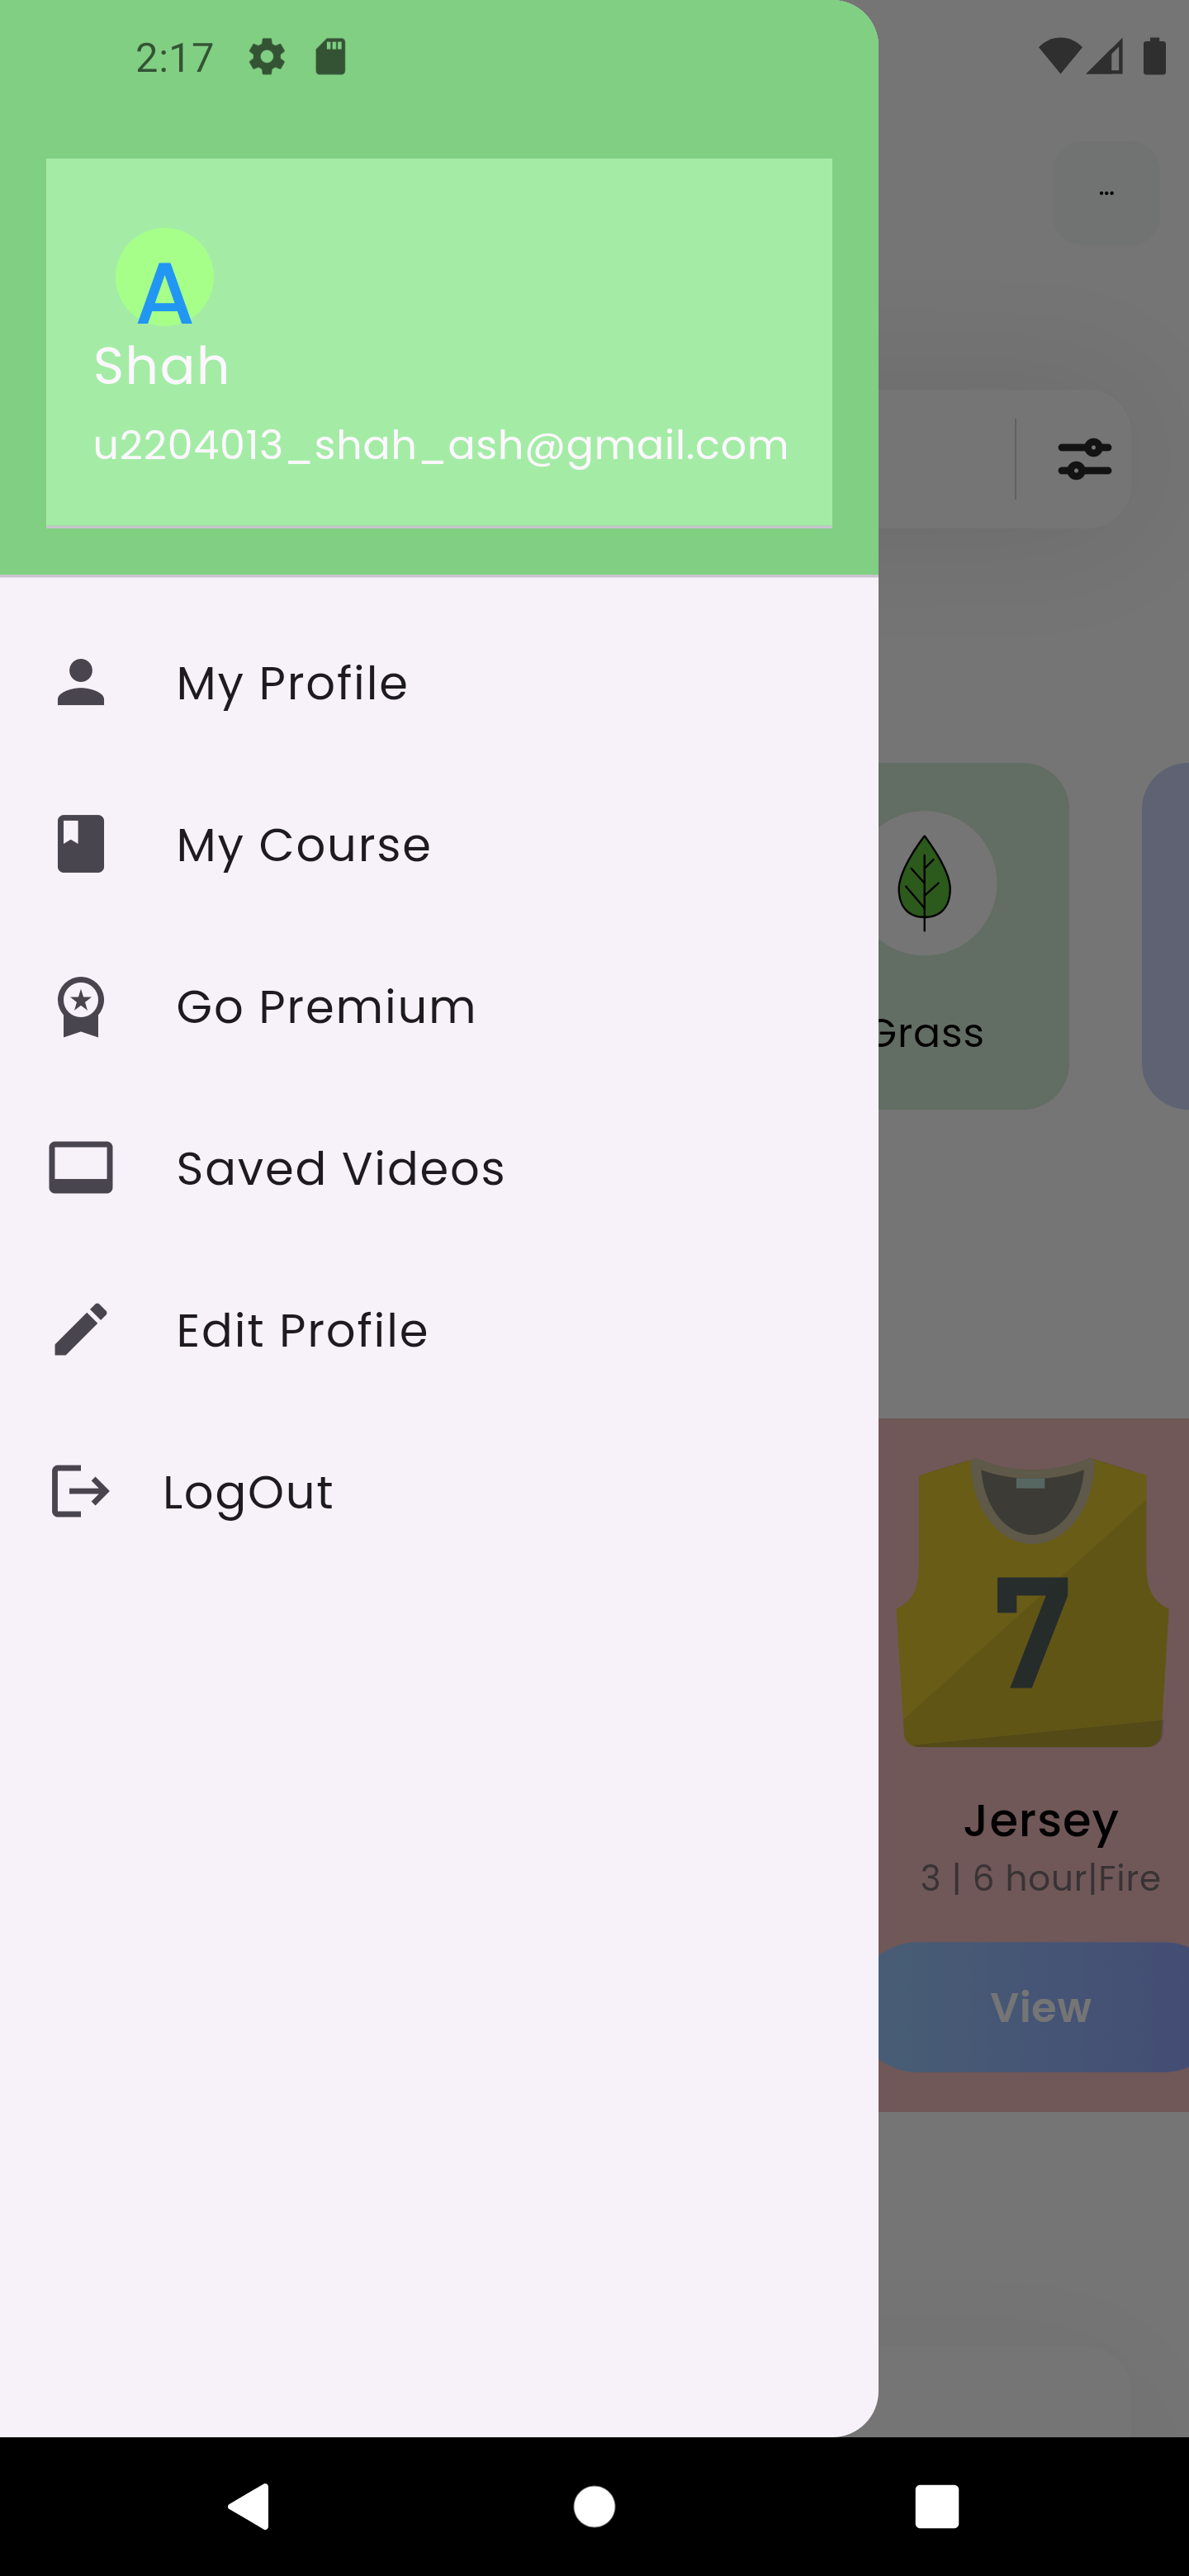 2:17
...
A
Shah
u2204013_shah_ash@gmail.com
My Profile
My Course
Go Premium
Grass
Saved Videos
Edit Profile
LogOut
7
Jersey
3 | 6 hour|Fire
View